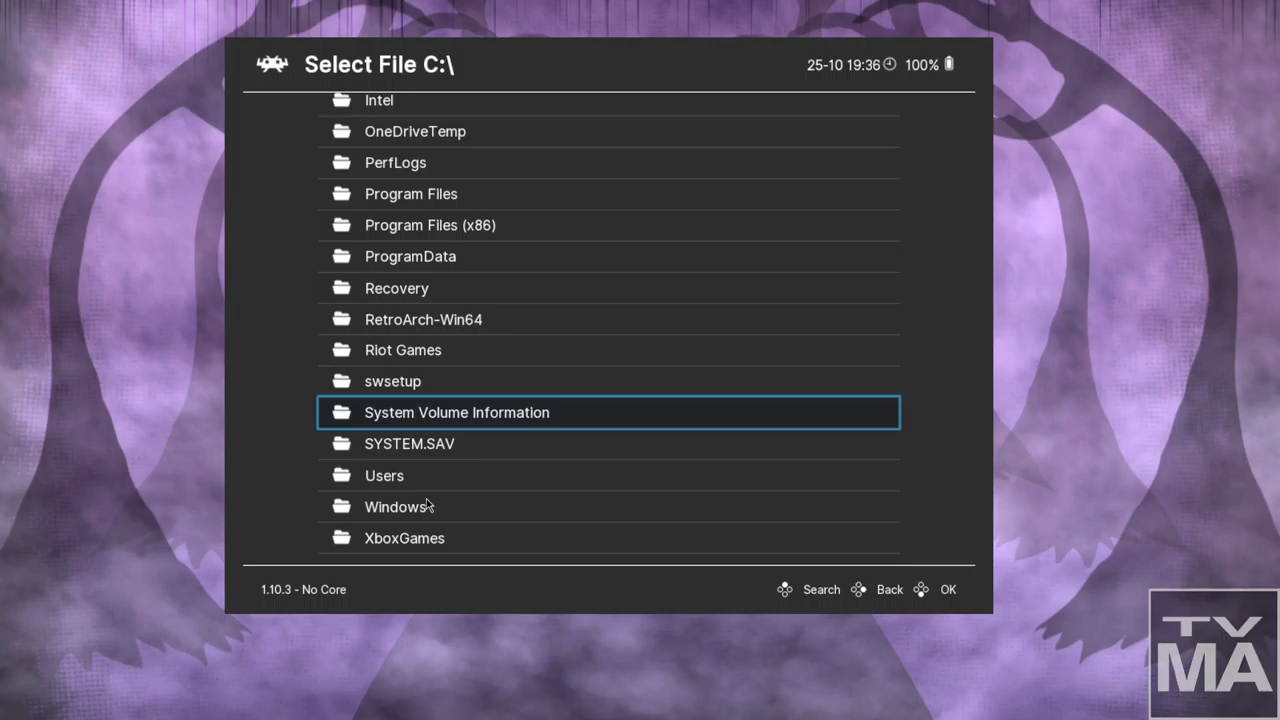 Select File C:\
25-10 19:36 100%
Intel
OneDriveTemp
PerfLogs
Program Files
Program Files (x86)
ProgramData
Recovery
RetroArch-Win64
Riot Games
swsetup
System Volume Information
SYSTEM.SAV
Users
Windows
XboxGames
1.10.3 - No Core
Search Back OK
TV
MA